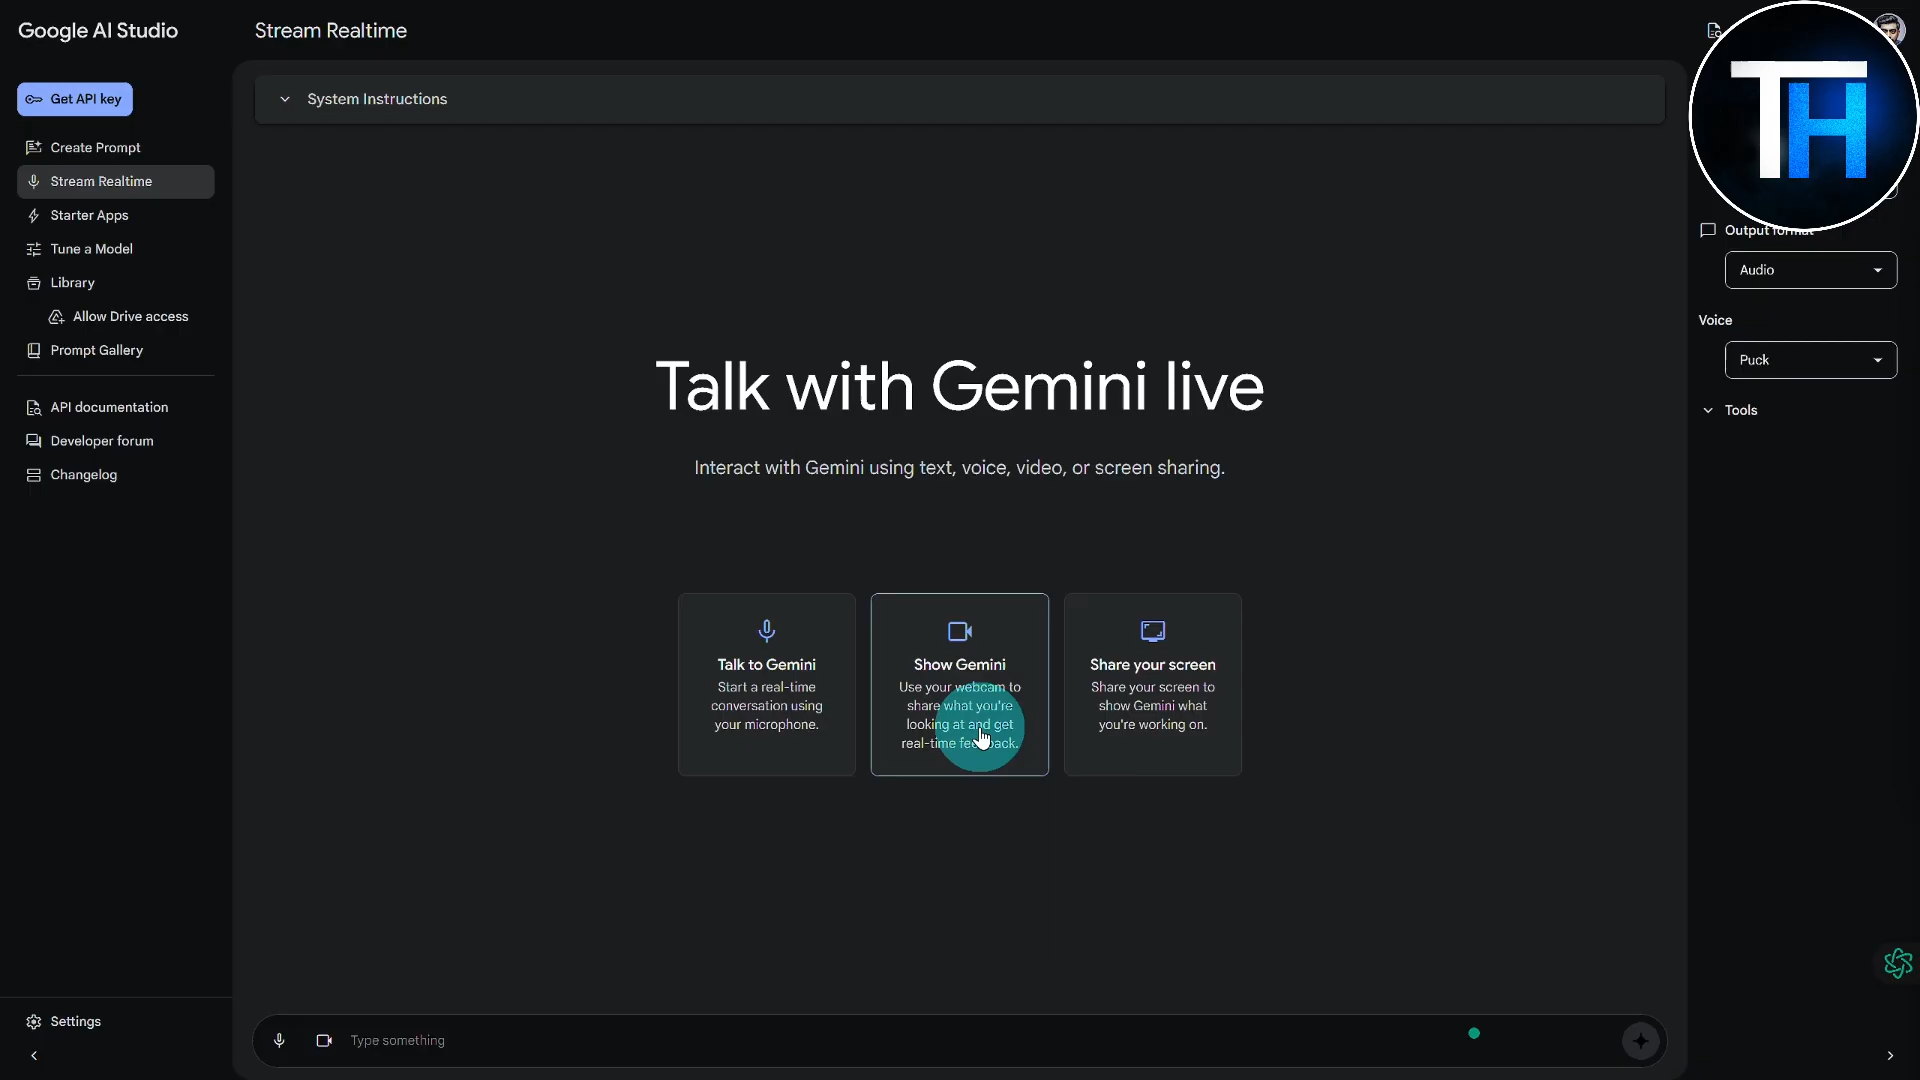 Google AI Studio
Stream Realtime
TH
Get API key
System Instructions
Create Prompt
Stream Realtime
Starter Apps
Tune a Model
Library
Allow Drive access
Prompt Gallery
API documentation
Developer forum
Changelog
Talk with Gemini live
Interact with Gemini using text, voice, video, or screen sharing.
Talk to Gemini
Start a real-time
conversation using
your microphone.
Show Gemini
Use your webcam to
share what you're
looking at and get
real-time feedback.
Share your screen
Share your screen to
show Gemini what
you're working on.
Output format
Audio
Voice
Puck
Tools
Settings
Type something